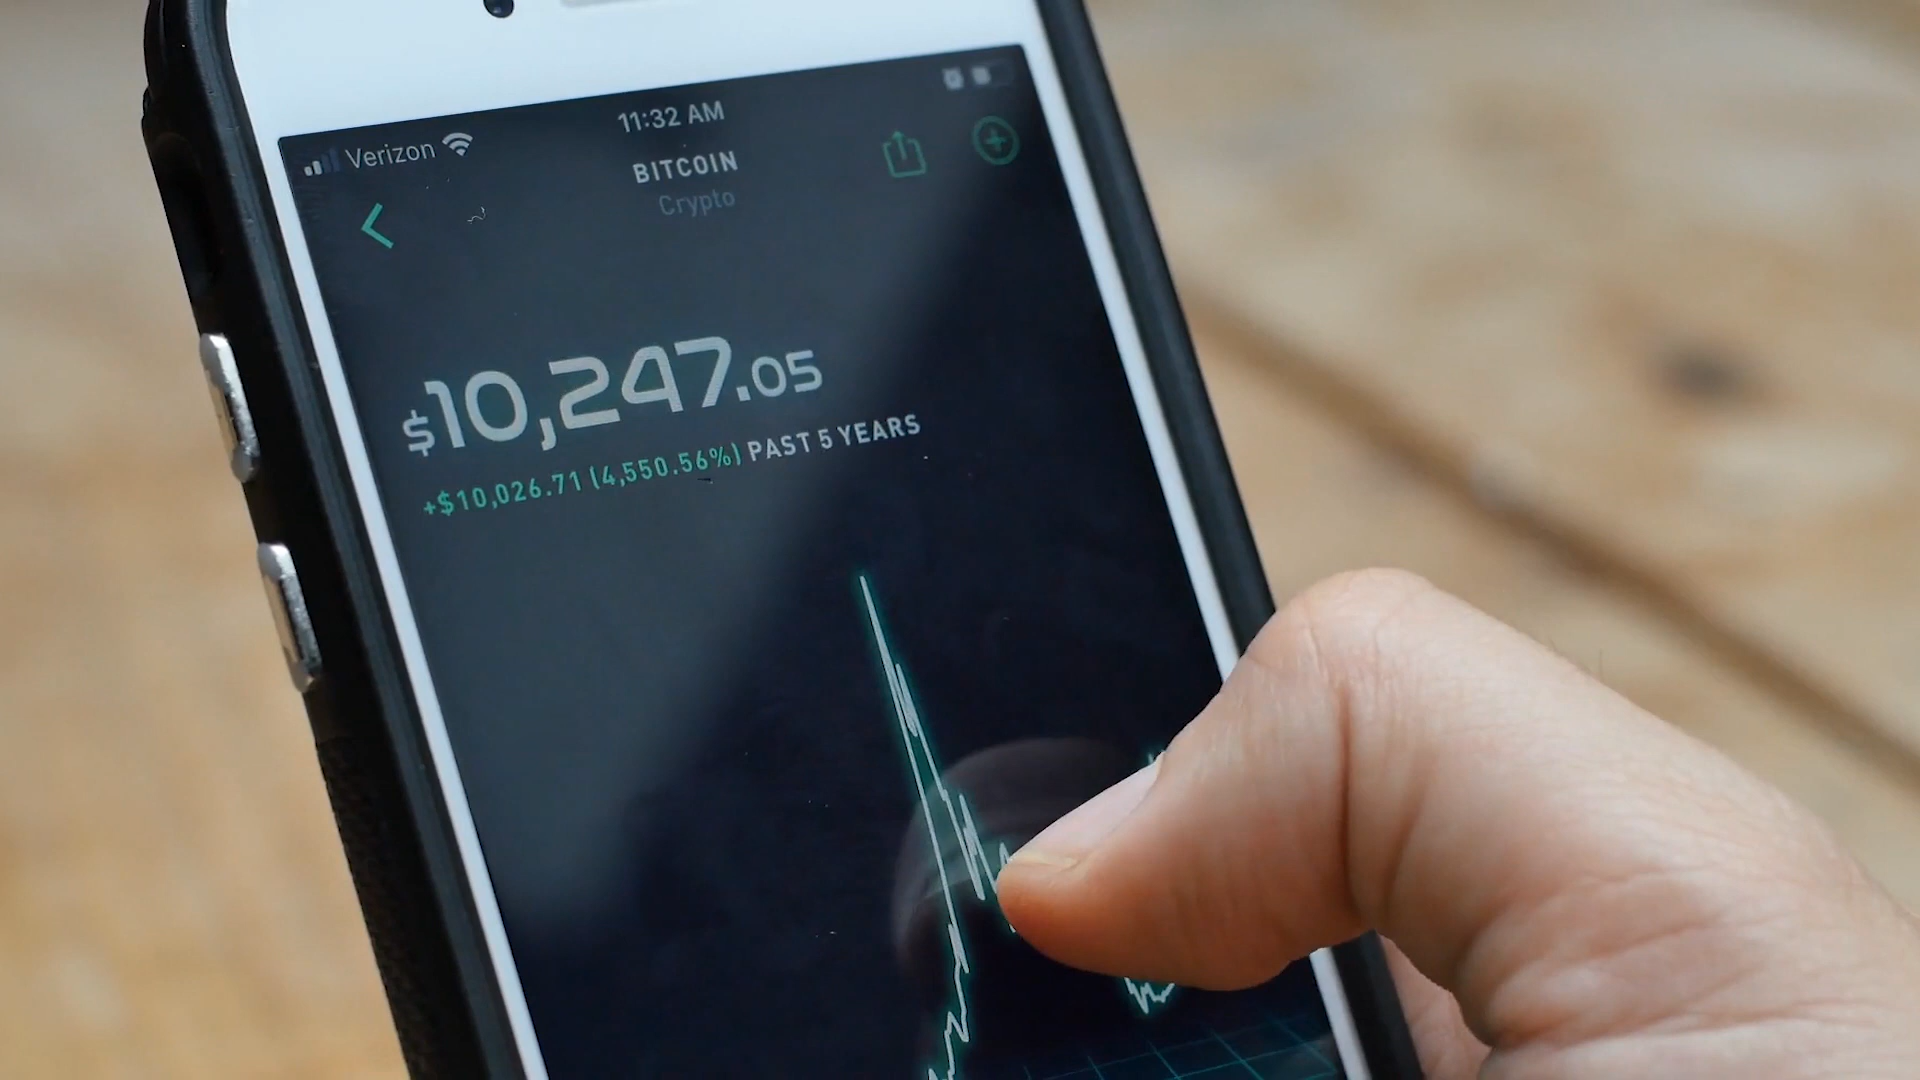 Verizon 11:32 AM
BITCOIN
Crypto
$10,247.05
+$10,026.71 (4,550.56%) PAST 5 YEARS